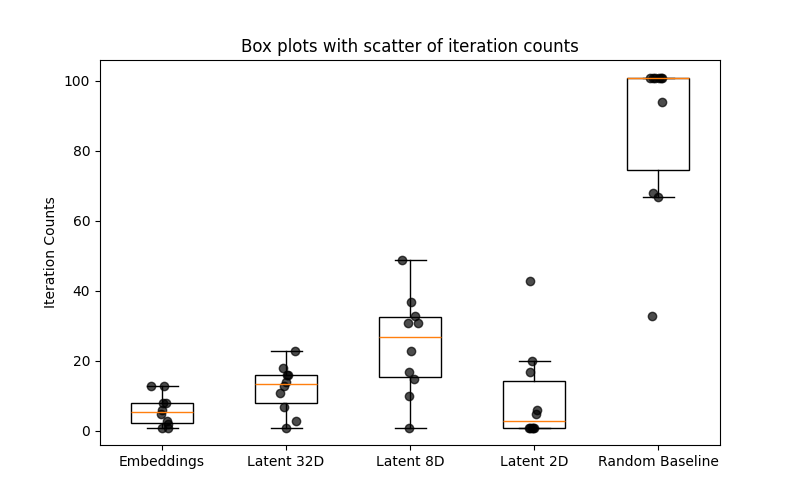 Box plots with scatter of iteration counts
Iteration Counts
100
80
60
40
20
0
Embeddings Latent 32D Latent 8D Latent 2D Random Baseline